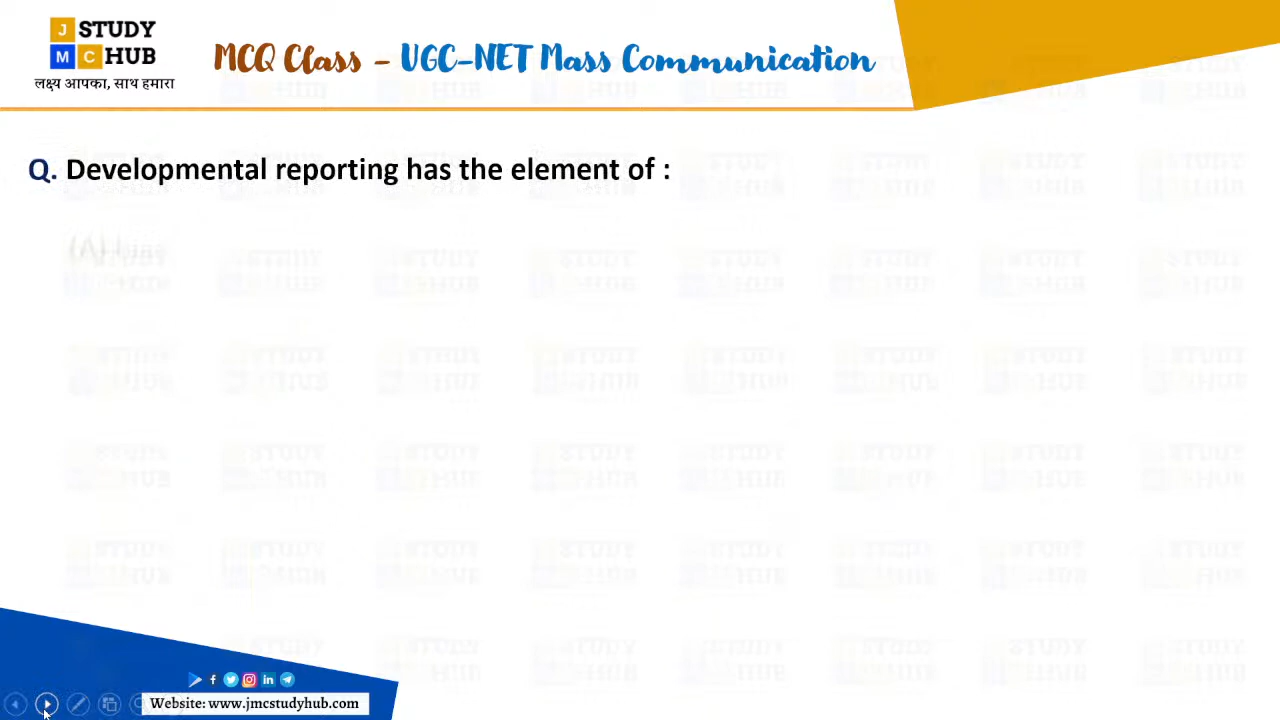 J STUDY
M C HUB
लक्ष्य आपका, साथ हमारा
MCQ Class - UGC-NET Mass Communication
Q. Developmental reporting has the element of :
(A)
Website: www.jmcstudyhub.com